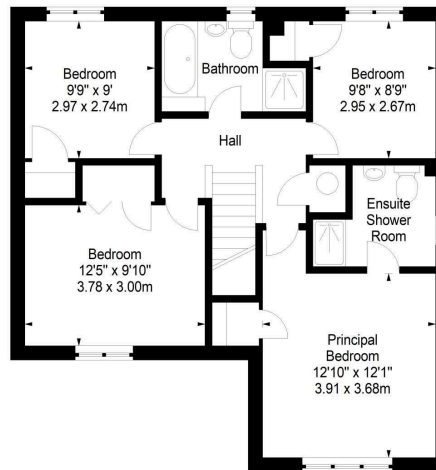 Bedroom
9'9" x 9'
2.97 x 2.74m
Bathroom
Bedroom
9'8" x 8'9"
2.95 x 2.67m
Hall
Ensuite
Shower
Room
Bedroom
12'5" x 9'10"
3.78 x 3.00m
Principal
Bedroom
12'10" x 12'1"
3.91 x 3.68m